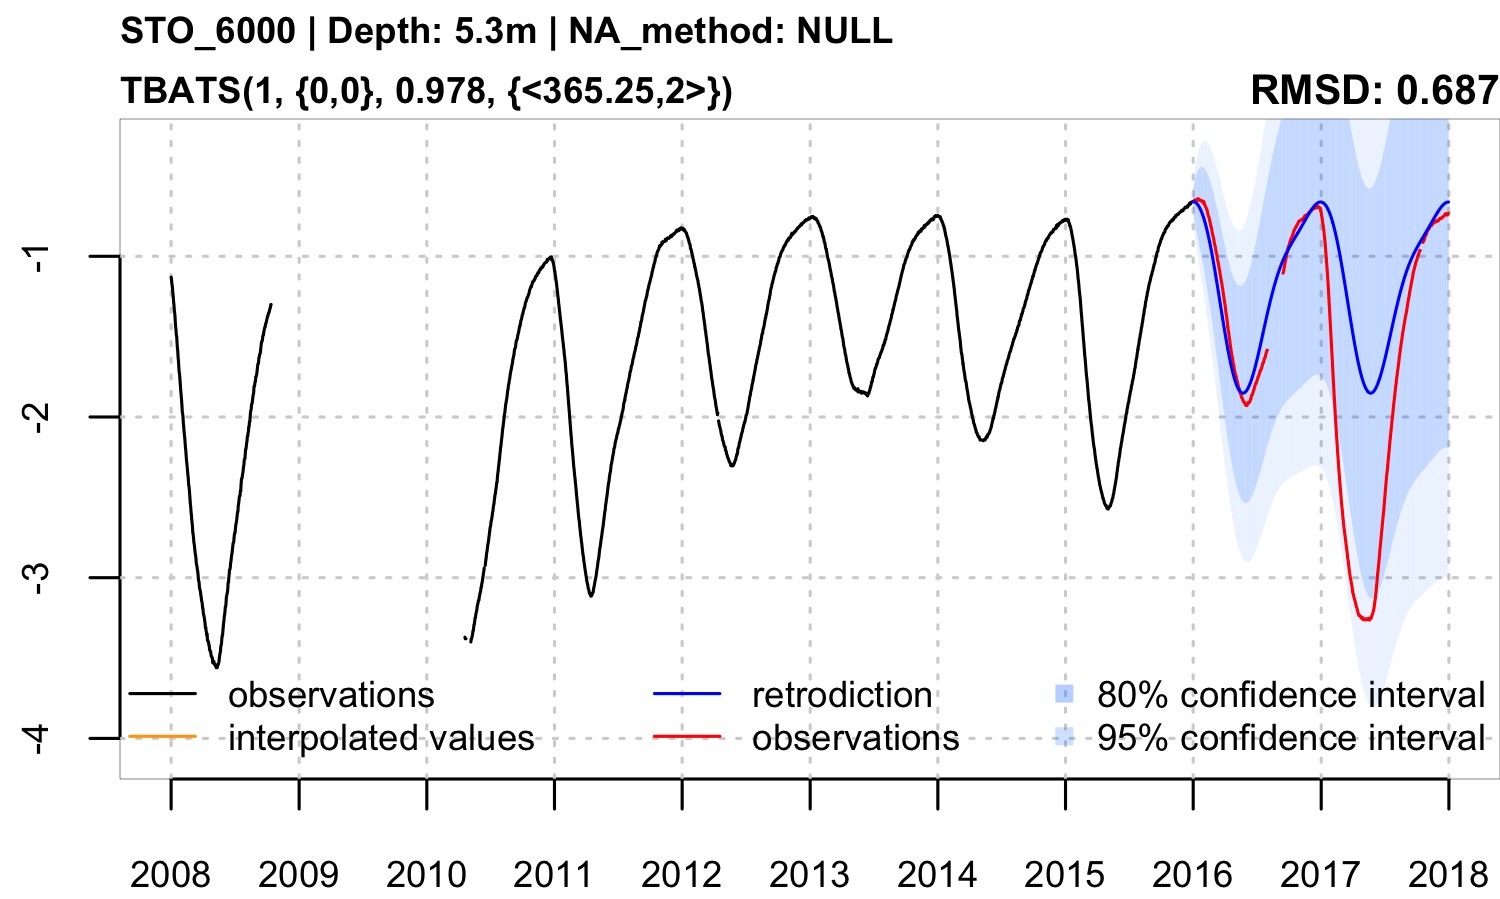 STO_6000 | Depth: 5.3m | NA_method: NULL
TBATS(1, {0,0}, 0.978, {<365.25,2>}) RMSD: 0.687
-1
-2
-3
-4
observations retrodiction 80% confidence interval
interpolated values observations 95% confidence interval
2008 2009 2010 2011 2012 2013 2014 2015 2016 2017 2018